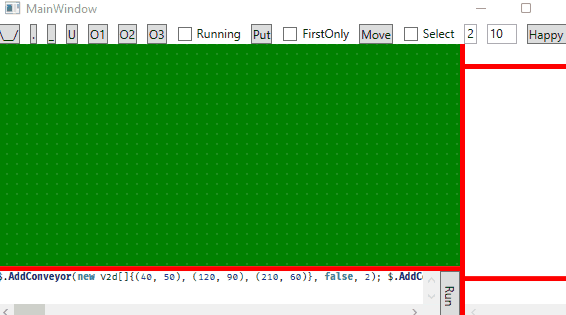 MainWindow
\__/ . _ U O1 O2 O3 Running Put FirstOnly Move Select 2 10 Happy
$.AddConveyor(new V2d[]{(40, 50), (120, 90), (210, 60)}, false, 2); $.AddC
Run